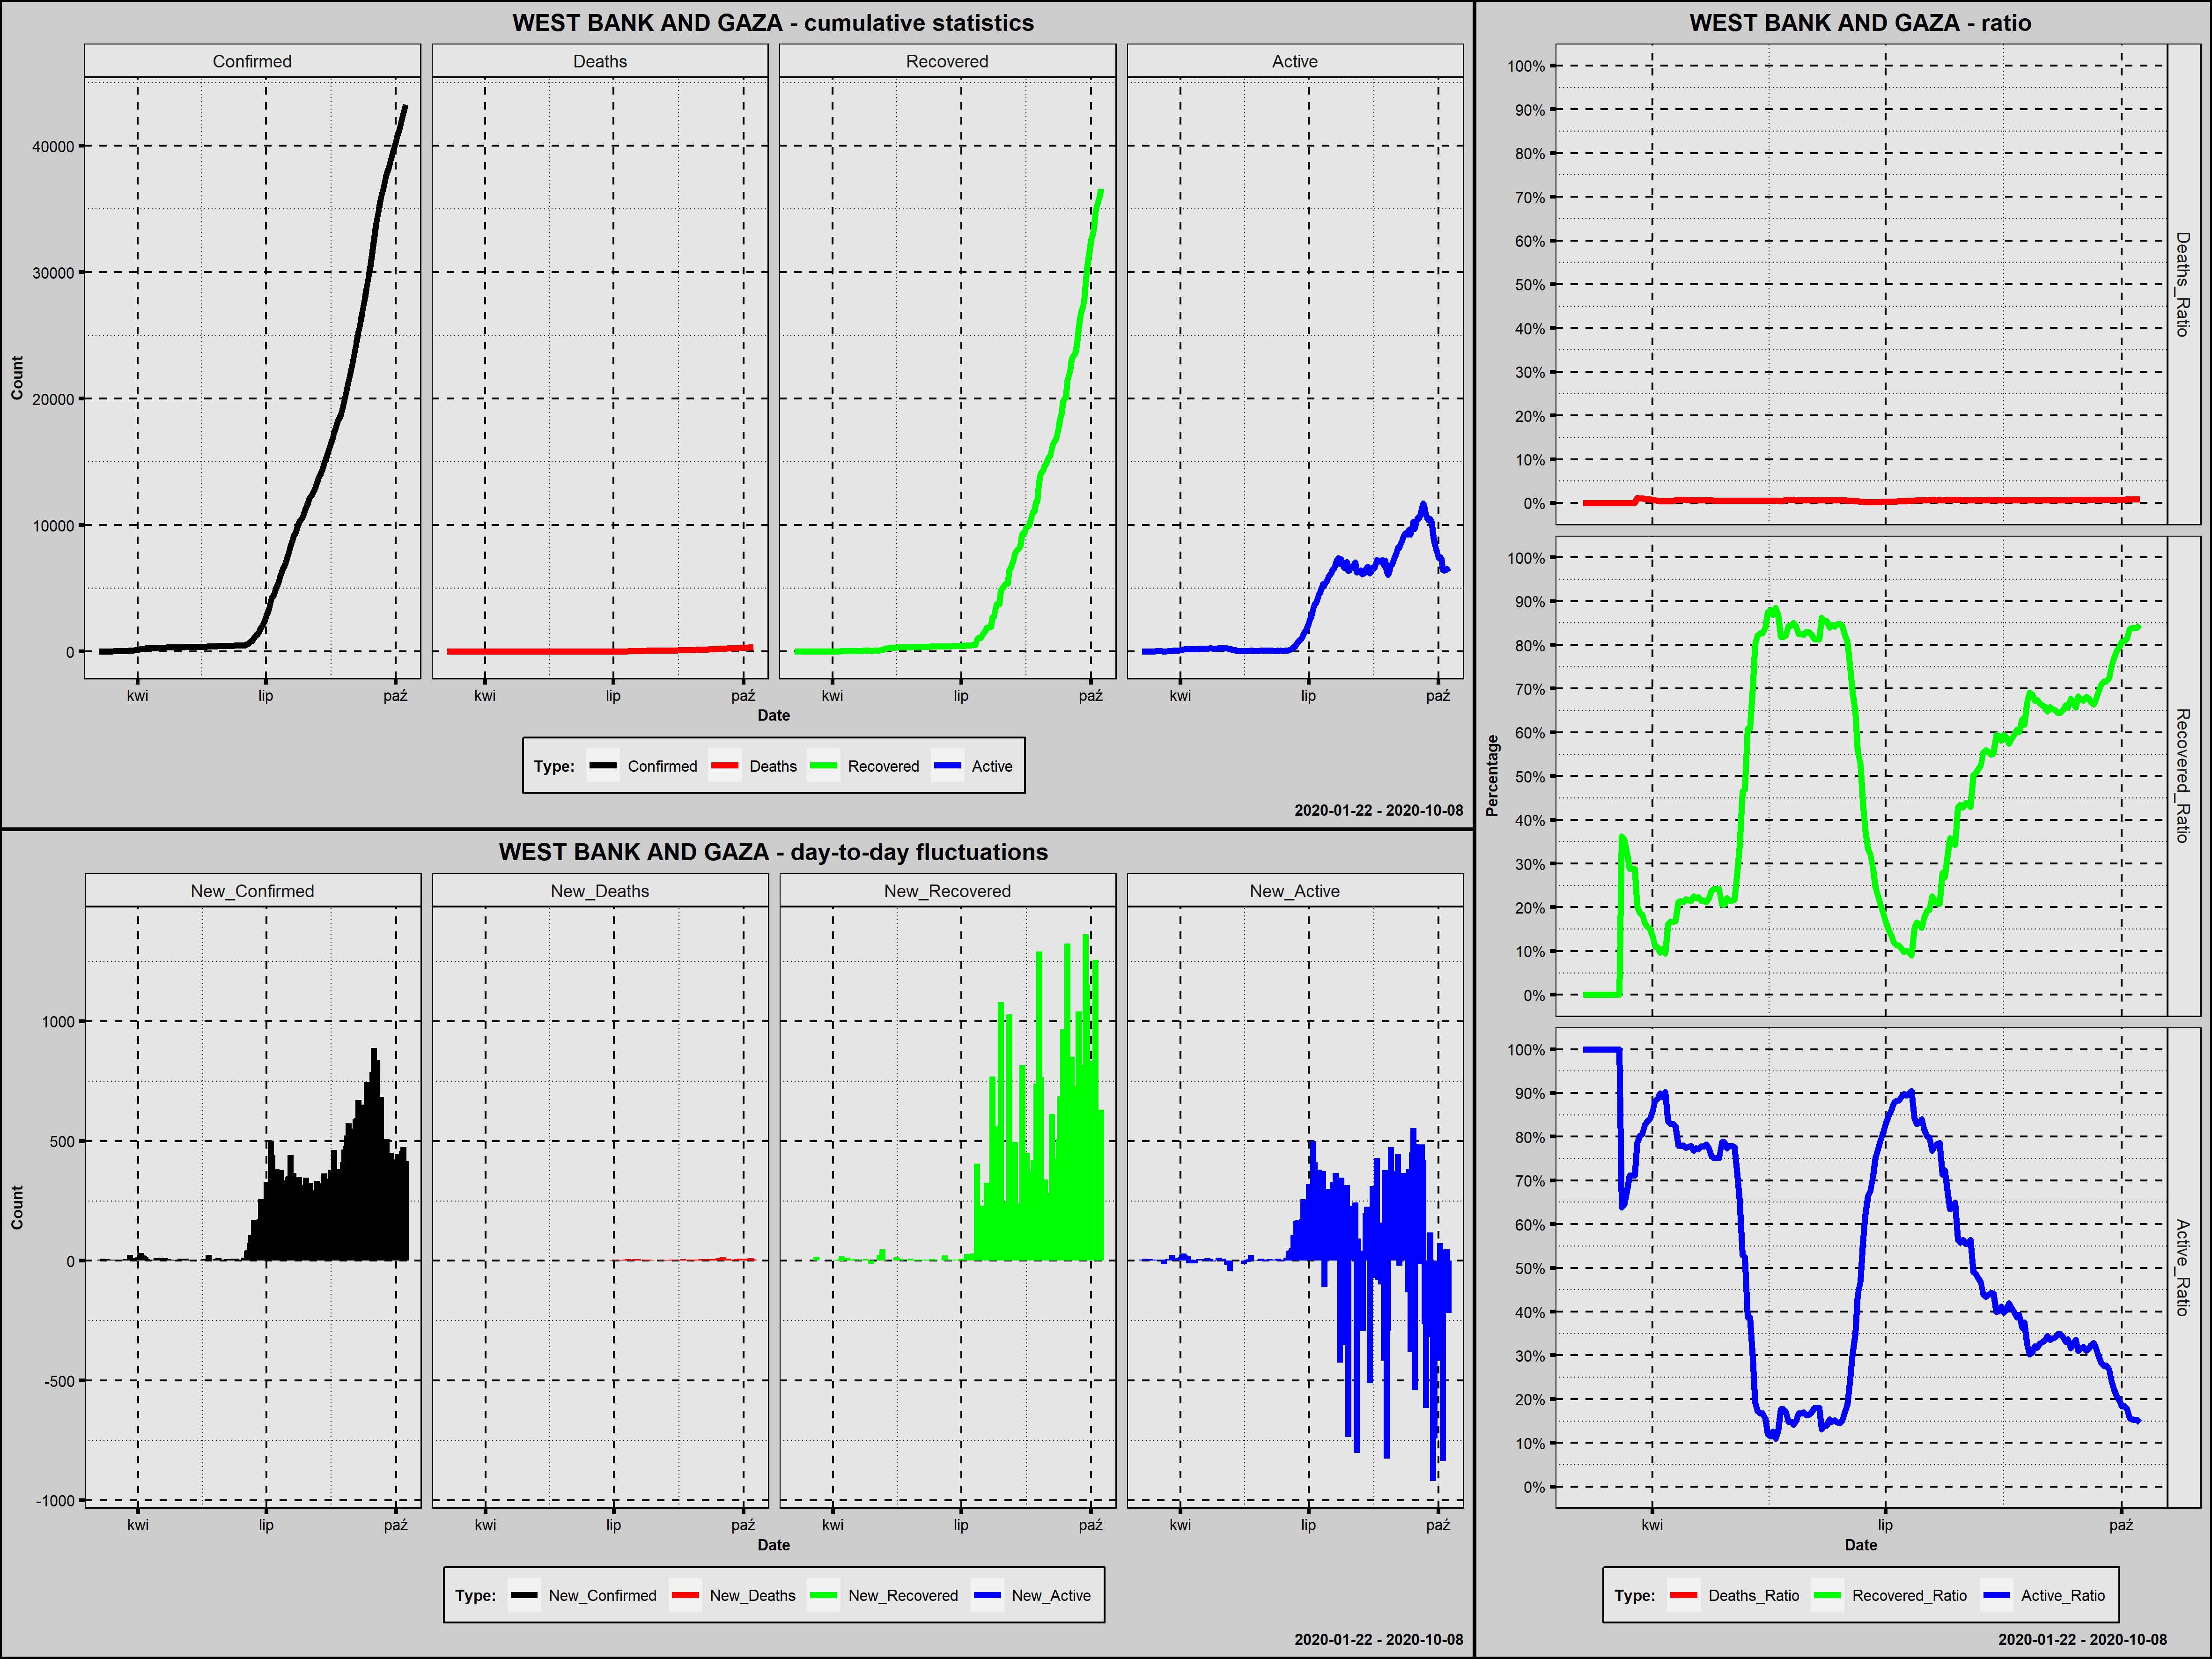 WEST BANK AND GAZA - cumulative statistics
Confirmed Deaths Recovered Active
Count
40000
30000
20000
10000
0
kwi lip paź kwi lip paź kwi lip paź kwi lip paź
Date
Type: Confirmed Deaths Recovered Active
2020-01-22 - 2020-10-08
WEST BANK AND GAZA - day-to-day fluctuations
New_Confirmed New_Deaths New_Recovered New_Active
Count
1000
500
0
-500
-1000
kwi lip paź kwi lip paź kwi lip paź kwi lip paź
Date
Type: New_Confirmed New_Deaths New_Recovered New_Active
2020-01-22 - 2020-10-08
WEST BANK AND GAZA - ratio
Percentage
100%
90%
80%
70%
60%
50%
40%
30%
20%
10%
0%
Deaths_Ratio
100%
90%
80%
70%
60%
50%
40%
30%
20%
10%
0%
Recovered_Ratio
100%
90%
80%
70%
60%
50%
40%
30%
20%
10%
0%
Active_Ratio
kwi lip paź
Date
Type: Deaths_Ratio Recovered_Ratio Active_Ratio
2020-01-22 - 2020-10-08